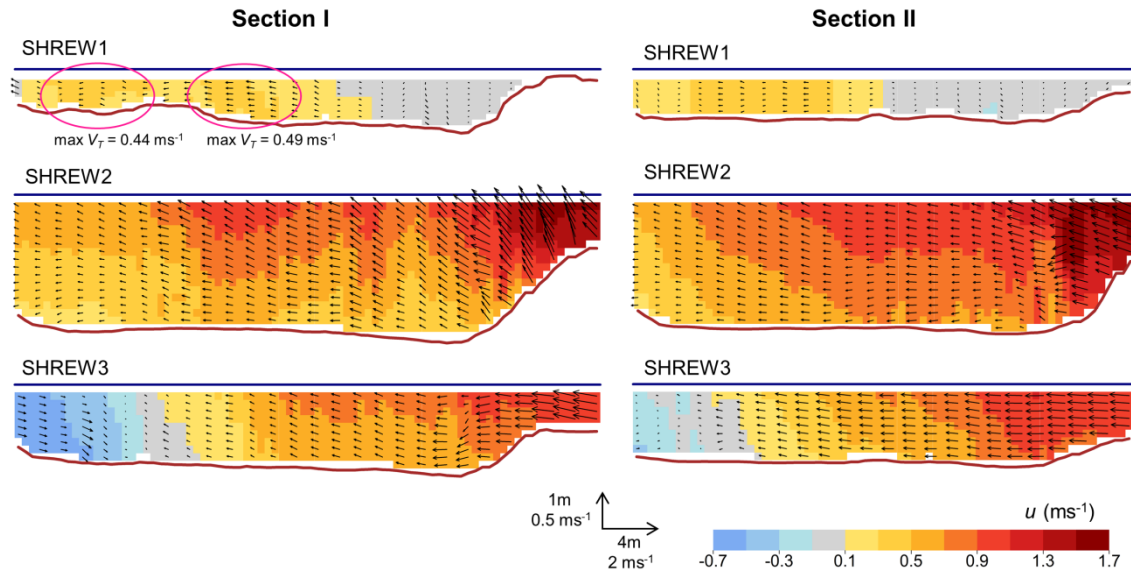 Section I
Section II
SHREW1
SHREW1
max V_T = 0.44 ms⁻¹
max V_T = 0.49 ms⁻¹
SHREW2
SHREW2
SHREW3
SHREW3
1m
0.5 ms⁻¹
4m
2 ms⁻¹
u (ms⁻¹)
-0.7 -0.3 0.1 0.5 0.9 1.3 1.7